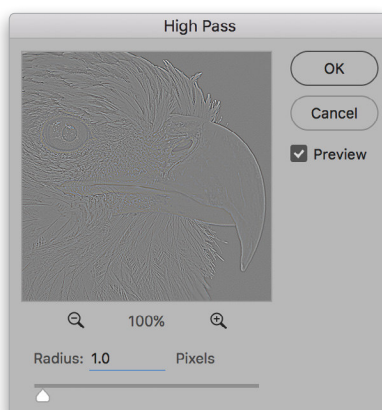 High Pass
OK
Cancel
Preview
100%
Radius: 1.0 Pixels